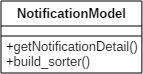 NotificationModel
+getNotificationDetail()
+build_sorter()